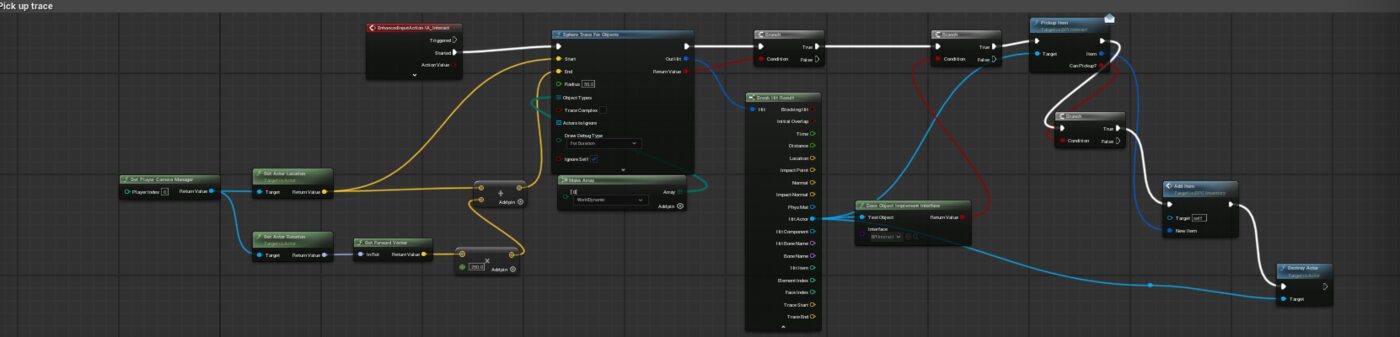 Pick up trace
EnhancedInputAction IA_Interact
Triggered
Started
Action Value
Sphere Trace For Objects
Start
Out Hit
End
Return Value
Radius
Object Types
Trace Complex
Actors to Ignore
Draw Debug Type
For Duration
Ignore Self
Make Array
[0]
Array
WorldDynamic
Add pin
Branch
True
Condition
False
Branch
True
Condition
False
Pickup Item
Target
Item
Can Pickup?
Branch
True
Condition
False
Break Hit Result
Hit
Blocking Hit
Initial Overlap
Time
Distance
Location
Impact Point
Normal
Impact Normal
Phys Mat
Hit Actor
Hit Component
Hit Bone Name
Bone Name
Hit Item
Element Index
Face Index
Trace Start
Trace End
Get Player Camera Manager
Player Index
0
Return Value
Get Actor Location
Target is Actor
Target
Return Value
Get Actor Rotation
Target is Actor
Target
Return Value
Get Forward Vector
In Rot
Return Value
+
Add pin
×
Add pin
Does Object Implement Interface
Test Object
Return Value
Interface
BPI Interact
Add Item
Target
self
New Item
Destroy Actor
Target is Actor
Target